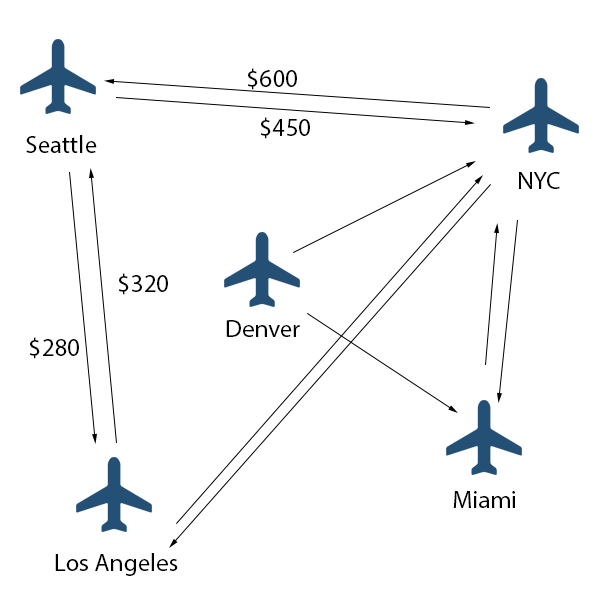 $600
$450
Seattle
NYC
$320
Denver
$280
Miami
Los Angeles